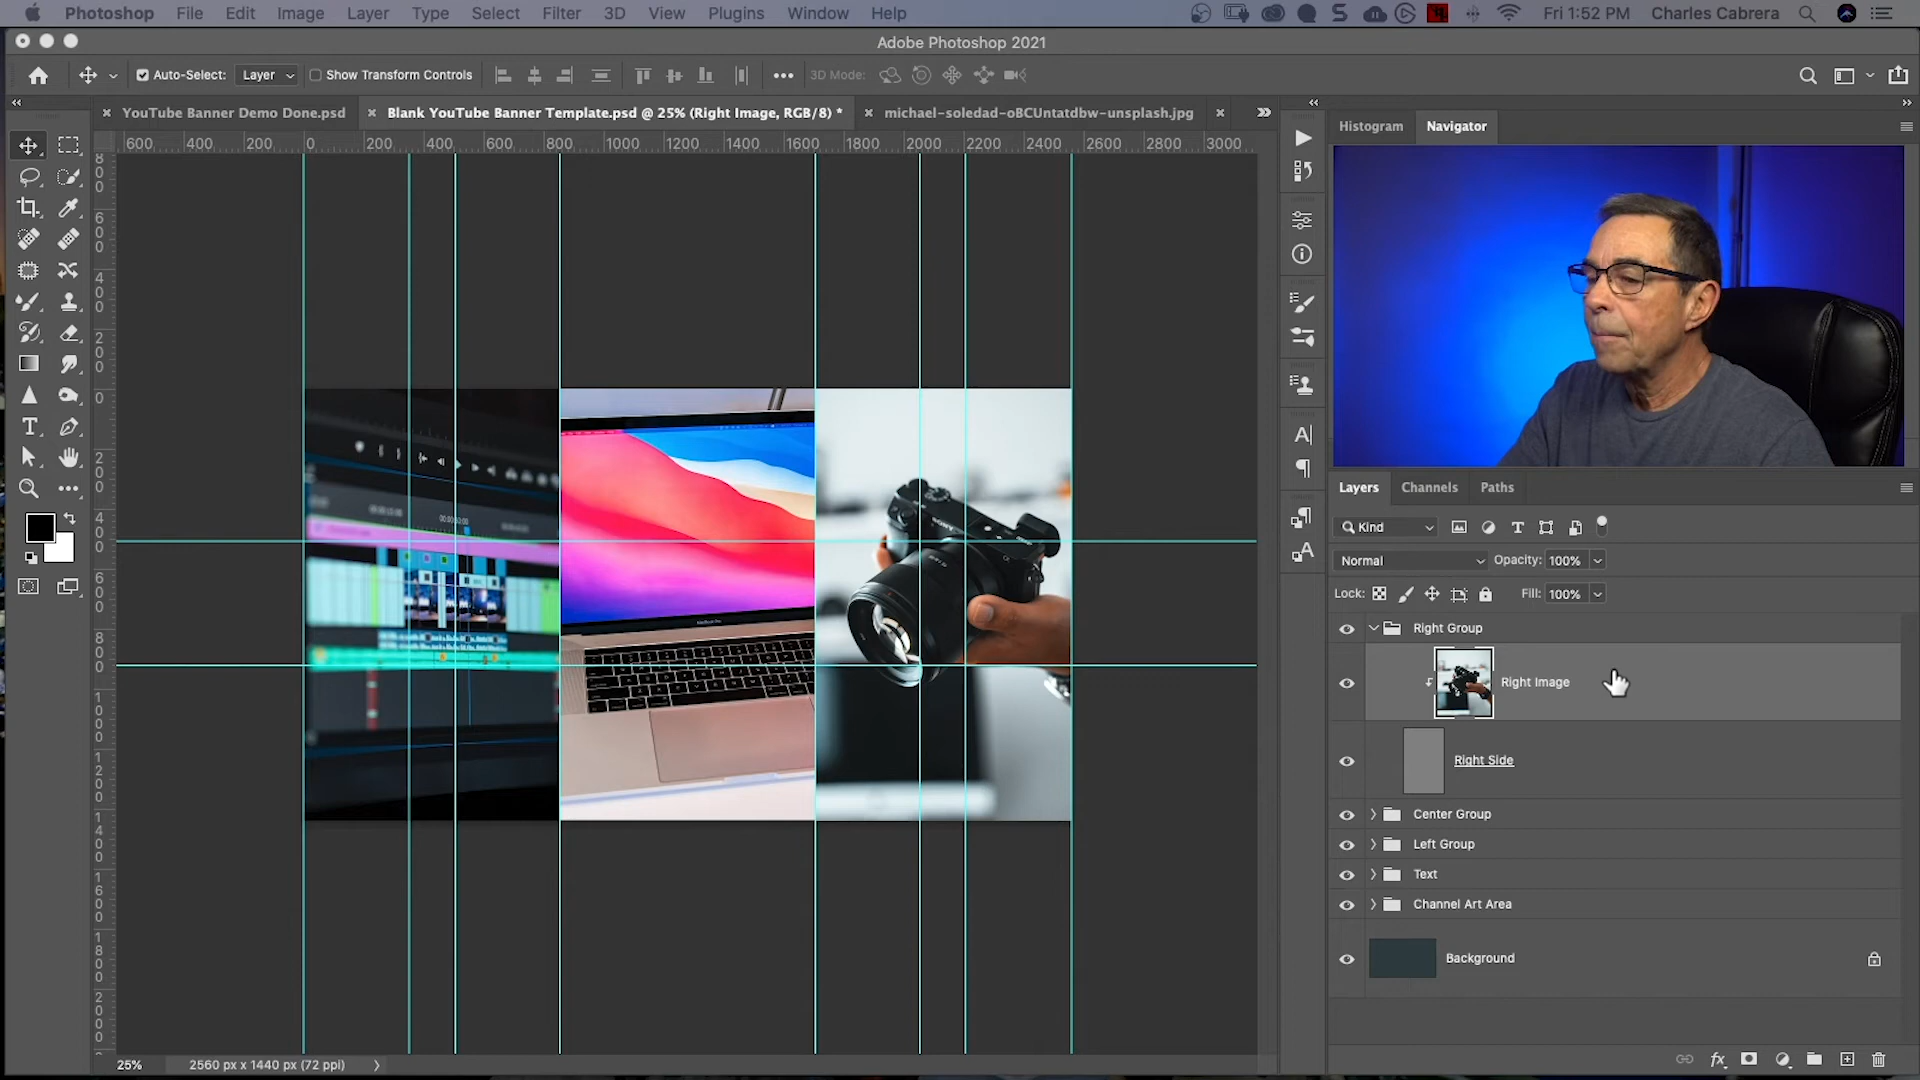 Photoshop File Edit Image Layer Type Select Filter 3D View Plugins Window Help Fri 1:52 PM Charles Cabrera
Adobe Photoshop 2021
Auto-Select: Layer Show Transform Controls 3D Mode:
YouTube Banner Demo Done.psd Blank YouTube Banner Template.psd @ 25% (Right Image, RGB/8) * michael-soledad-oBCUntatdbw-unsplash.jpg
600 400 200 0 200 400 600 800 1000 1200 1400 1600 1800 2000 2200 2400 2600 2800 3000
Histogram Navigator
Layers Channels Paths
Kind
Normal Opacity: 100%
Lock: Fill: 100%
Right Group
Right Image
Right Side
Center Group
Left Group
Text
Channel Art Area
Background
25% 2560 px x 1440 px (72 ppi)